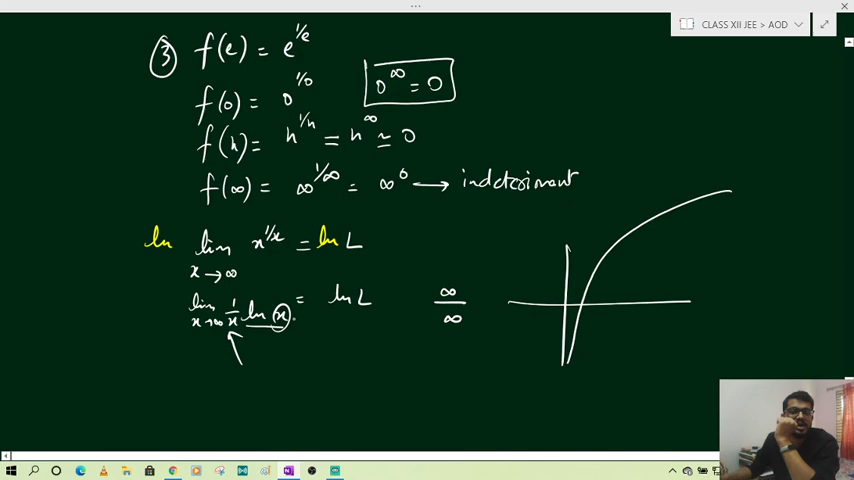 CLASS XII JEE > AOD
③ f(e) = e^{1/e}
f(0) = 0^{1/0}
0^∞ = 0
f(h) = h^{1/h} = h^∞ ≃ 0
f(∞) = ∞^{1/∞} = ∞^0 → indeteriment
ln lim x→∞ x^{1/x} = ln L
lim x→∞ 1/x ln(x) = ln L
∞/∞